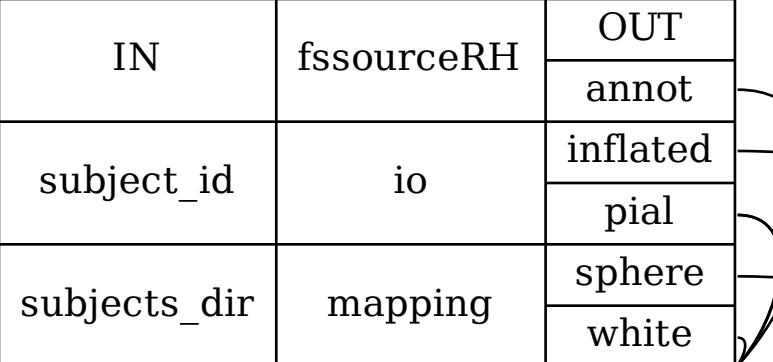 IN
fssourceRH
OUT
annot
subject_id
io
inflated
pial
subjects_dir
mapping
sphere
white